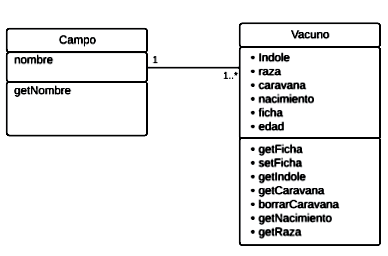 Campo
nombre
getNombre
1
1..*
Vacuno
• Indole
• raza
• caravana
• nacimiento
• ficha
• edad
• getFicha
• setFicha
• getIndole
• getCaravana
• borrarCaravana
• getNacimiento
• getRaza